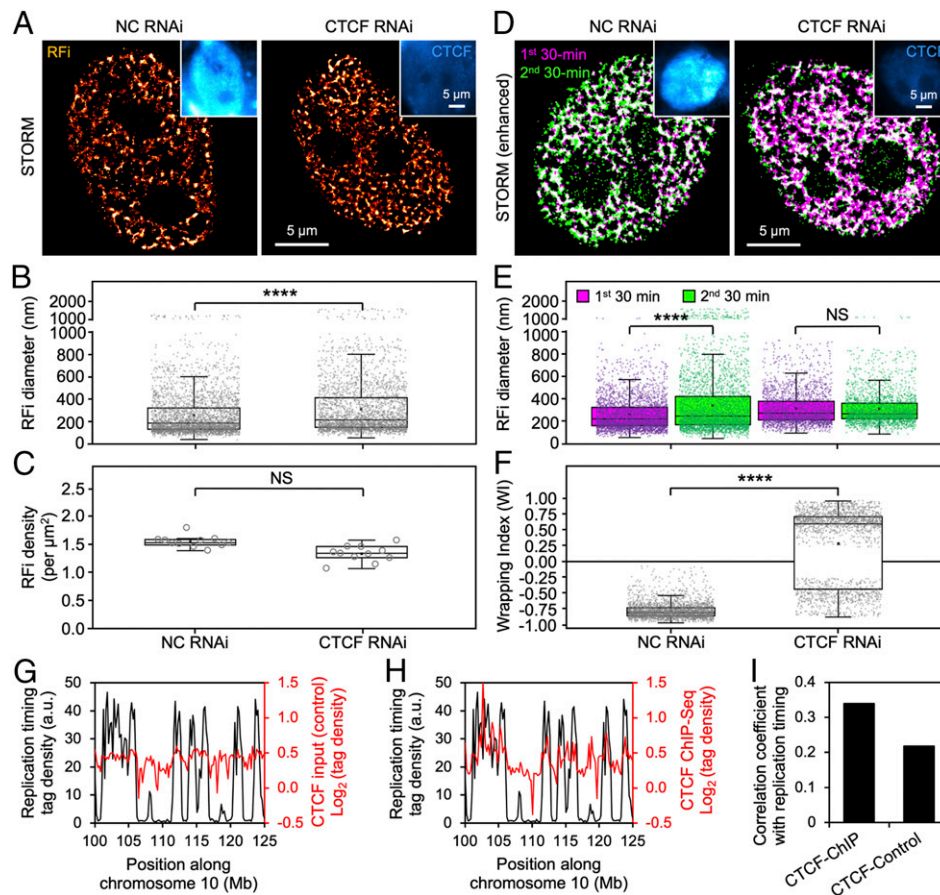 A
NC RNAi
CTCF RNAi
RFi
CTCF
5 µm
STORM
5 µm
D
NC RNAi
CTCF RNAi
1st 30-min
2nd 30-min
CTCF
5 µm
STORM (enhanced)
5 µm
B
RFi diameter (nm)
2000
1000
1000
800
600
400
200
0
****
E
RFi diameter (nm)
2000
1000
1000
800
600
400
200
0
1st 30 min
2nd 30 min
****
NS
C
RFi density
(per µm²)
2.5
2.0
1.5
1.0
0.5
0.0
NS
NC RNAi
CTCF RNAi
F
Wrapping Index (WI)
1.00
0.75
0.50
0.25
0.00
-0.25
-0.50
-0.75
-1.00
****
NC RNAi
CTCF RNAi
G
Replication timing
tag density (a.u.)
50
40
30
20
10
0
1.5
1.0
0.5
0.0
-0.5
CTCF input (control)
Log2 (tag density)
100 105 110 115 120 125
Position along
chromosome 10 (Mb)
H
Replication timing
tag density (a.u.)
50
40
30
20
10
0
1.5
1.0
0.5
0.0
-0.5
CTCF ChIP-Seq
Log2 (tag density)
100 105 110 115 120 125
Position along
chromosome 10 (Mb)
I
Correlation coefficient
with replication timing
0.4
0.3
0.2
0.1
0
CTCF-ChIP
CTCF-Control